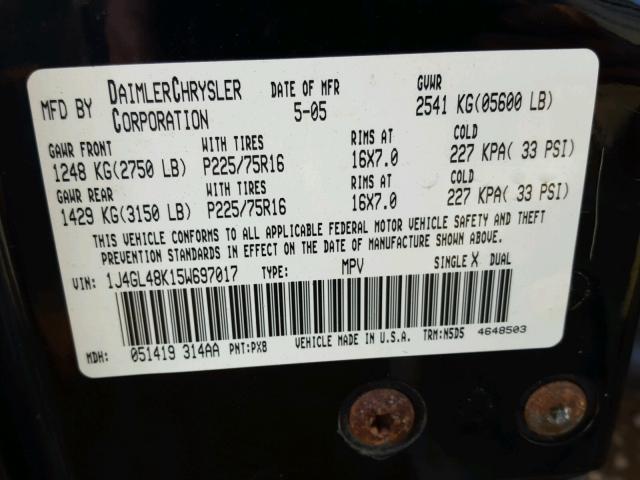 MFD BY DAIMLERCHRYSLER CORPORATION DATE OF MFR 5-05 GVWR 2541 KG(05600 LB)
GAWR FRONT WITH TIRES RIMS AT COLD
1248 KG(2750 LB) P225/75R16 16X7.0 227 KPA( 33 PSI)
GAWR REAR WITH TIRES RIMS AT COLD
1429 KG(3150 LB) P225/75R16 16X7.0 227 KPA( 33 PSI)
THIS VEHICLE CONFORMS TO ALL APPLICABLE FEDERAL MOTOR VEHICLE SAFETY AND THEFT
PREVENTION STANDARDS IN EFFECT ON THE DATE OF MANUFACTURE SHOWN ABOVE.
VIN: 1J4GL48K15W697017 TYPE: MPV SINGLE X DUAL
MDH: 051419 314AA PNT:PX8 VEHICLE MADE IN U.S.A. TRM:N5D5 4648503